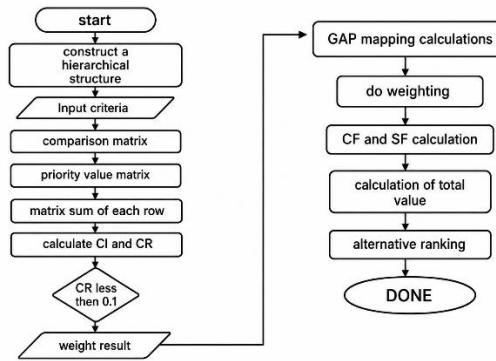 start
construct a
hierarchical
structure
Input criteria
comparison matrix
priority value matrix
matrix sum of each row
calculate CI and CR
CR less
then 0.1
weight result
GAP mapping calculations
do weighting
CF and SF calculation
calculation of total
value
alternative ranking
DONE